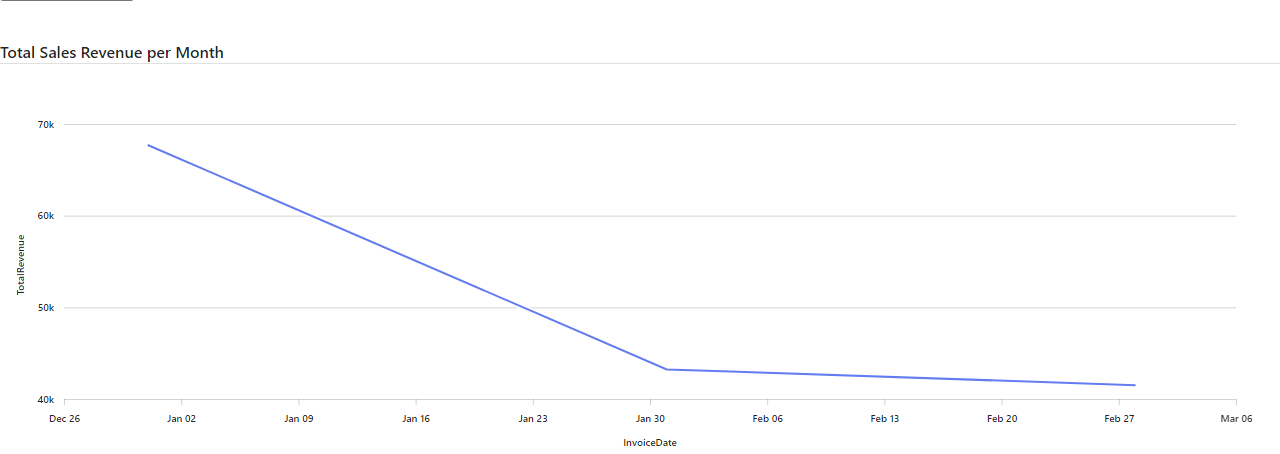 Total Sales Revenue per Month
70k
60k
50k
40k
TotalRevenue
Dec 26 Jan 02 Jan 09 Jan 16 Jan 23 Jan 30 Feb 06 Feb 13 Feb 20 Feb 27 Mar 06
InvoiceDate